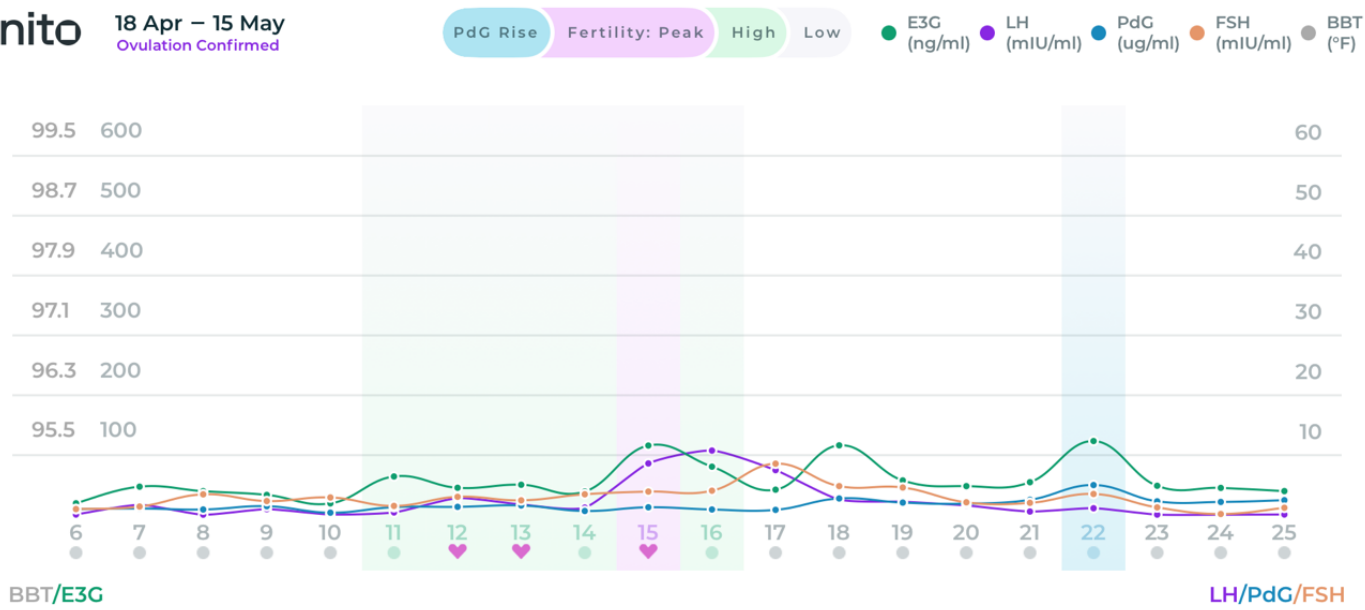 nito
18 Apr – 15 May
Ovulation Confirmed
PdG Rise Fertility: Peak High Low
E3G (ng/ml) LH (mIU/ml) PdG (ug/ml) FSH (mIU/ml) BBT (°F)
99.5 600 60
98.7 500 50
97.9 400 40
97.1 300 30
96.3 200 20
95.5 100 10
6 7 8 9 10 11 12 13 14 15 16 17 18 19 20 21 22 23 24 25
BBT/E3G LH/PdG/FSH